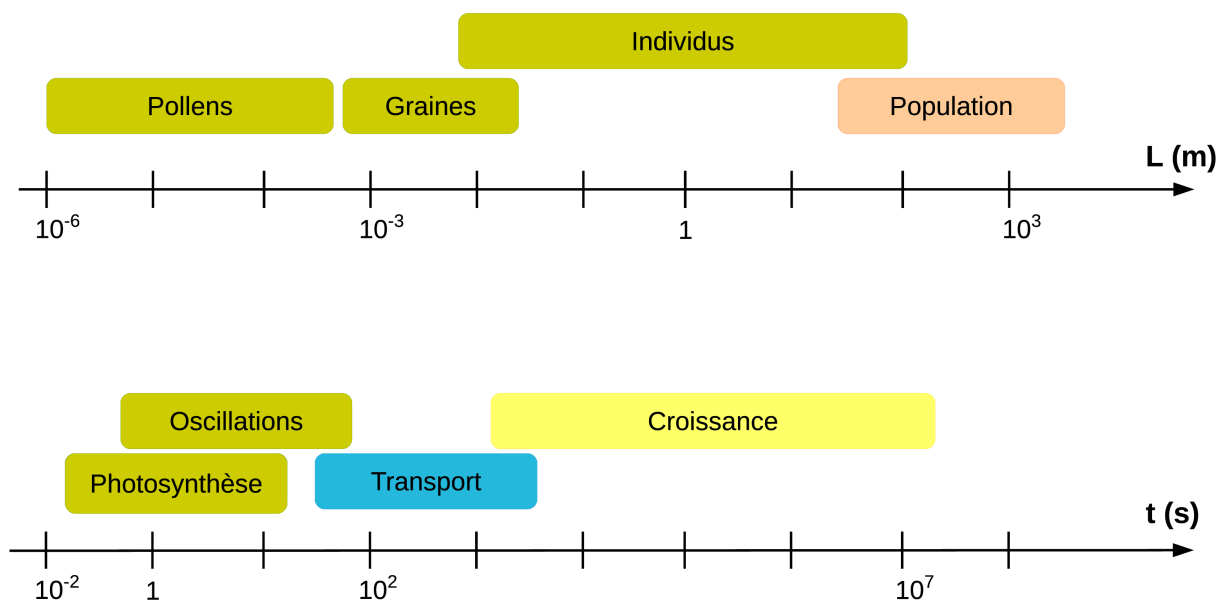 Individus
Pollens Graines Population
L (m)
10⁻⁶ 10⁻³ 1 10³
Oscillations Croissance
Photosynthèse Transport
t (s)
10⁻² 1 10² 10⁷